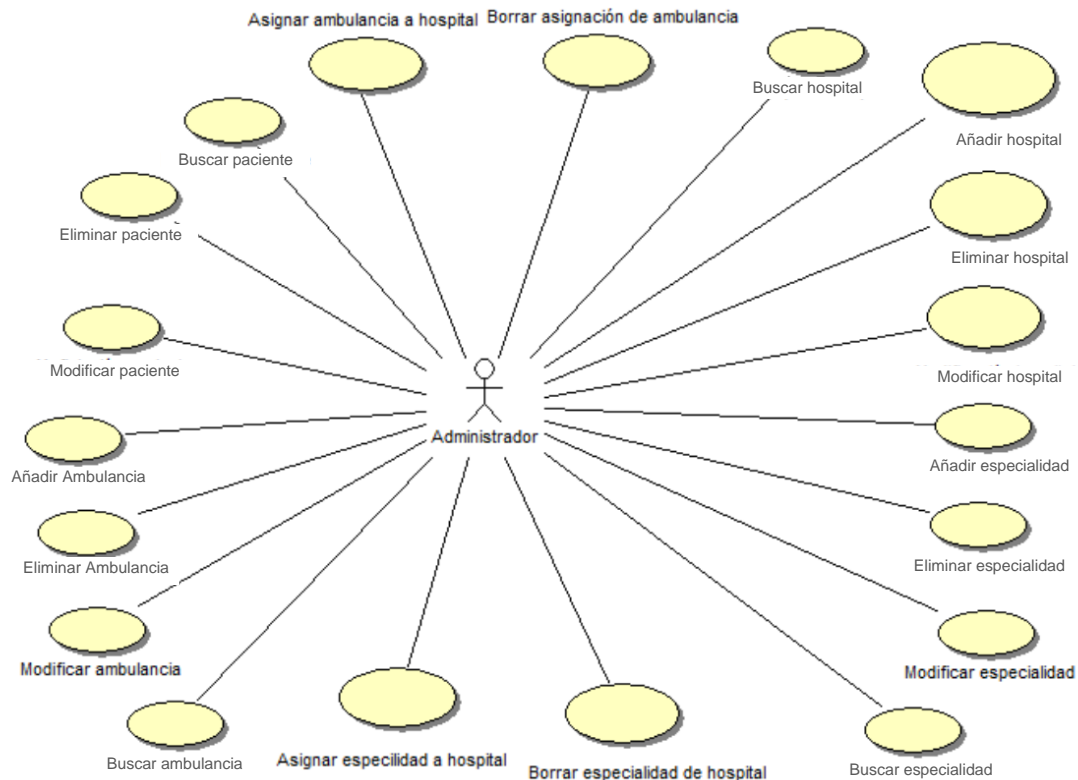 Asignar ambulancia a hospital
Borrar asignación de ambulancia
Buscar hospital
Añadir hospital
Buscar paciente
Eliminar paciente
Eliminar hospital
Modificar paciente
Modificar hospital
Administrador
Añadir Ambulancia
Añadir especialidad
Eliminar Ambulancia
Eliminar especialidad
Modificar ambulancia
Modificar especialidad
Buscar ambulancia
Asignar especilidad a hospital
Borrar especialidad de hospital
Buscar especialidad